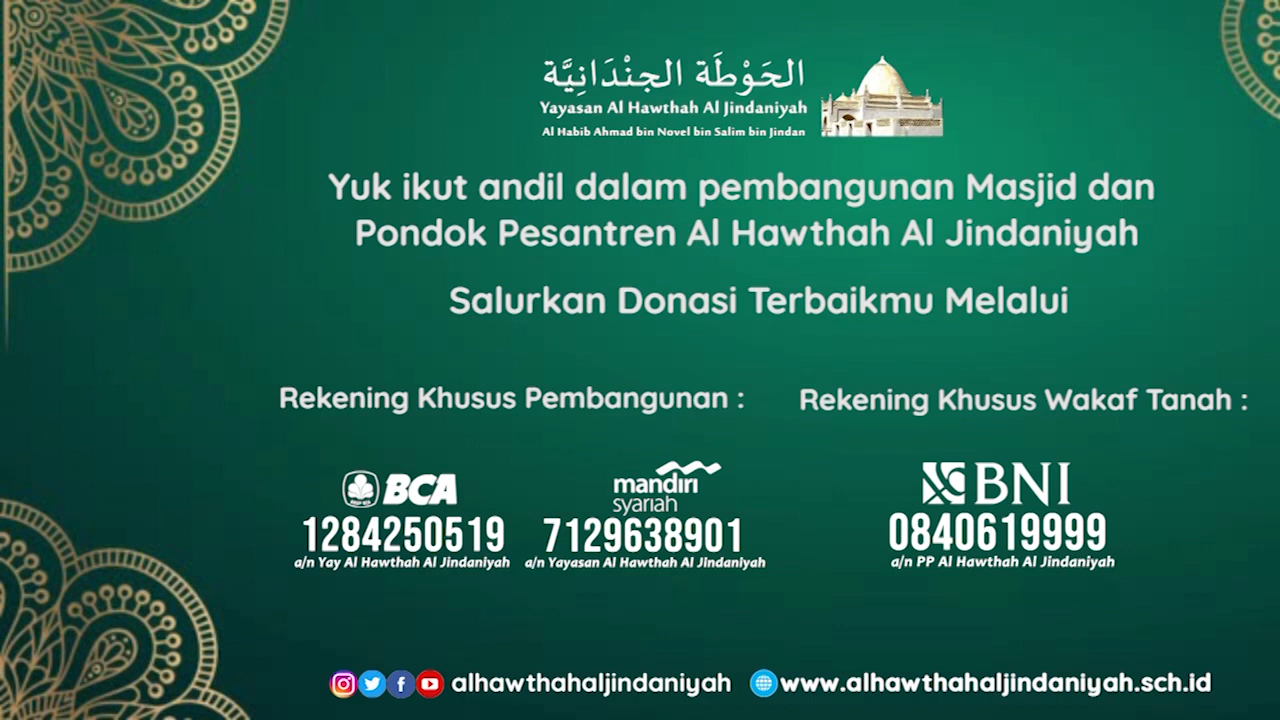 الحَوْطَة الجِنْدَانِيَّة
Yayasan Al Hawthah Al Jindaniyah
Al Habib Ahmad bin Novel bin Salim bin Jindan
Yuk ikut andil dalam pembangunan Masjid dan
Pondok Pesantren Al Hawthah Al Jindaniyah
Salurkan Donasi Terbaikmu Melalui
Rekening Khusus Pembangunan :
BCA
1284250519
a/n Yay Al Hawthah Al Jindaniyah
mandiri
syariah
7129638901
a/n Yayasan Al Hawthah Al Jindaniyah
Rekening Khusus Wakaf Tanah :
BNI
0840619999
a/n PP Al Hawthah Al Jindaniyah
alhawthahaljindaniyah
www.alhawthahaljindaniyah.sch.id